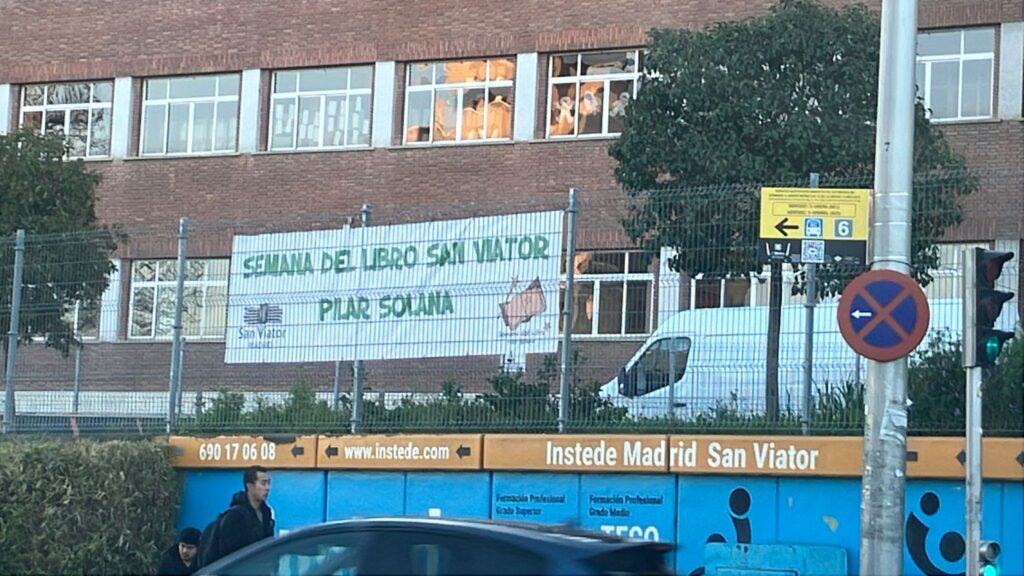 SEMANA DEL LIBRO SAN VIATOR
PILAR SOLANA
San Viator
6
690 17 06 08
www.instede.com
Instede Madrid San Viator
Formación Profesional
Grado Superior
Formación Profesional
Grado Medio